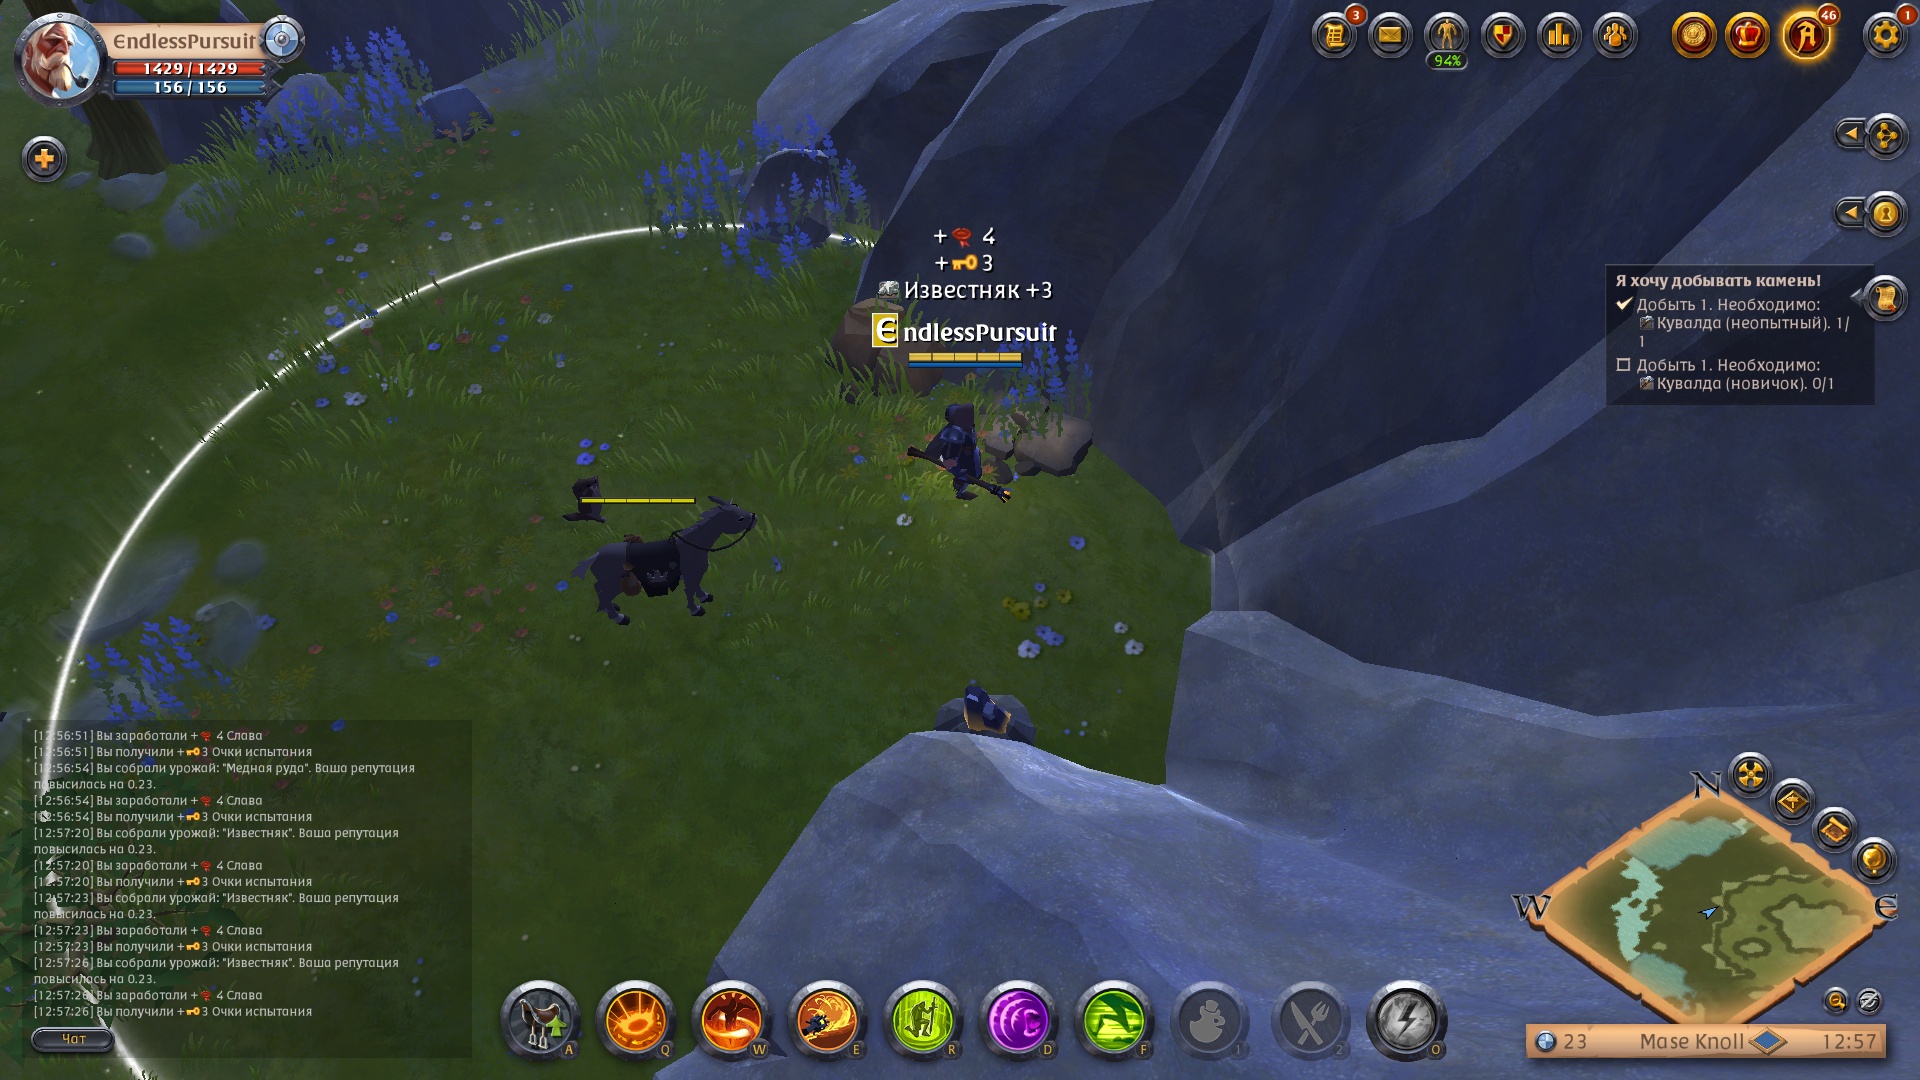 EndlessPursuit
1429 / 1429
156 / 156
3
94%
46
1
+ 4
+ 3
Известняк +3
EndlessPursuit
Я хочу добывать камень!
Добыть 1. Необходимо:
Кувалда (неопытный). 1/
1
Добыть 1. Необходимо:
Кувалда (новичок). 0/1
[12:56:51] Вы заработали + 4 Слава
[12:56:51] Вы получили + 3 Очки испытания
[12:56:54] Вы собрали урожай: "Медная руда". Ваша репутация
повысилась на 0.23.
[12:56:54] Вы заработали + 4 Слава
[12:56:54] Вы получили + 3 Очки испытания
[12:57:20] Вы собрали урожай: "Известняк". Ваша репутация
повысилась на 0.23.
[12:57:20] Вы заработали + 4 Слава
[12:57:20] Вы получили + 3 Очки испытания
[12:57:23] Вы собрали урожай: "Известняк". Ваша репутация
повысилась на 0.23.
[12:57:23] Вы заработали + 4 Слава
[12:57:23] Вы получили + 3 Очки испытания
[12:57:26] Вы собрали урожай: "Известняк". Ваша репутация
повысилась на 0.23.
[12:57:26] Вы заработали + 4 Слава
[12:57:26] Вы получили + 3 Очки испытания
Чат
A Q W E R D F 1 2 O
N
W E
23 Mase Knoll 12:57